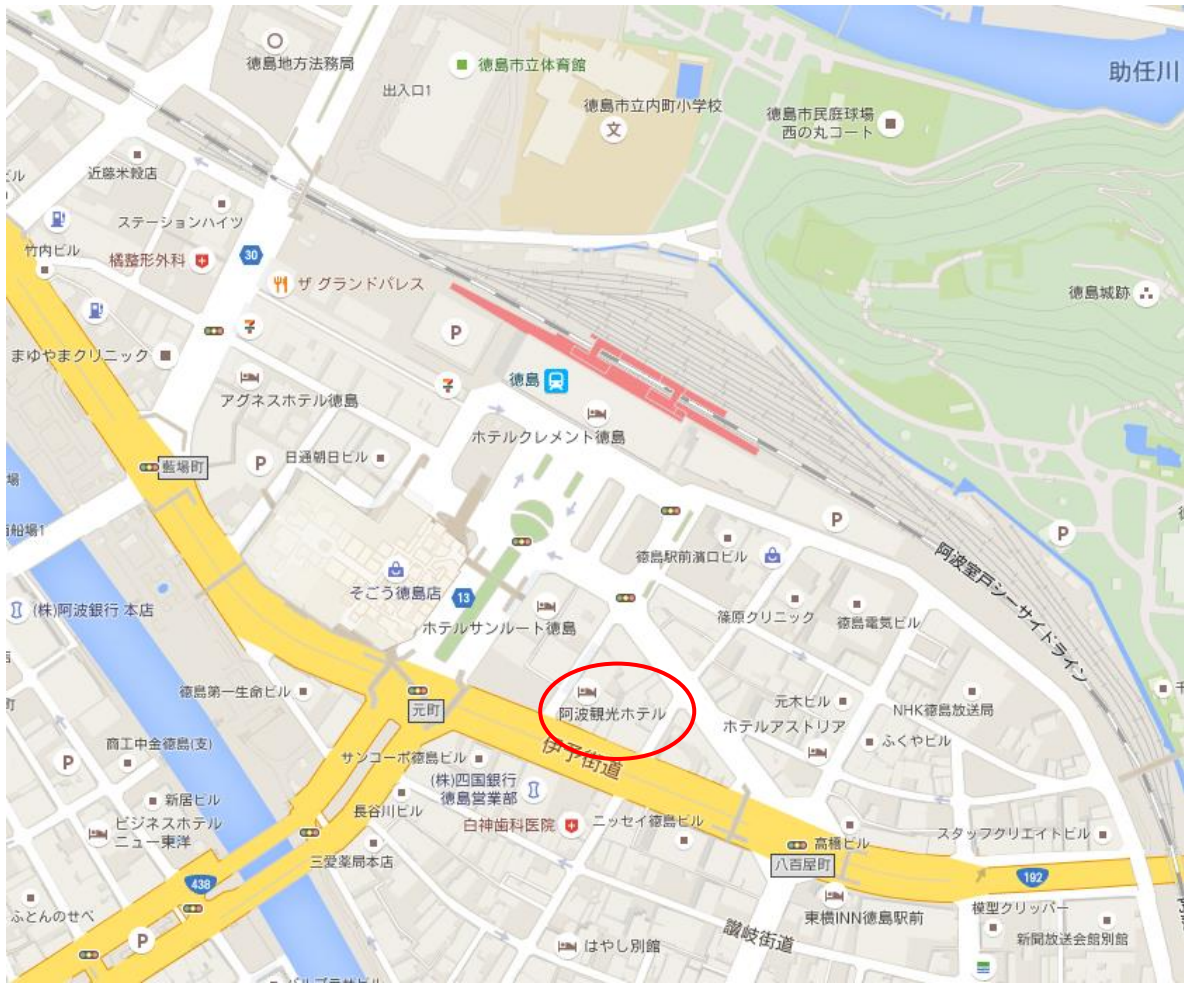 徳島地方法務局
徳島市立体育館
助任川
出入口1
徳島市立内町小学校
文
徳島市民庭球場
西の丸コート
近藤米穀店
ビル
ステーションハイツ
竹内ビル
橘整形外科
30
ザ グランドパレス
徳島城跡
P
まゆやまクリニック
アグネスホテル徳島
徳島
ホテルクレメント徳島
藍場町
P
日通朝日ビル
場
船場1
P
P
徳島駅前濱口ビル
阿波室戸シーサイドライン
(株)阿波銀行 本店
そごう徳島店
13
ホテルサンルート徳島
篠原クリニック
徳島電気ビル
徳島第一生命ビル
元町
阿波観光ホテル
元木ビル
NHK徳島放送局
千
町
ホテルアストリア
商工中金徳島(支)
サンコーポ徳島ビル
伊予街道
ふくやビル
P
(株)四国銀行
徳島営業部
新居ビル
長谷川ビル
ビジネスホテル
ニュー東洋
白神歯科医院
ニッセイ徳島ビル
高橋ビル
スタッフクリエイトビル
三愛薬局本店
八百屋町
438
192
ふとんのせべ
東横INN徳島駅前
模型クリッパー
P
讃岐街道
はやし別館
新聞放送会館別館
パルプラザビル